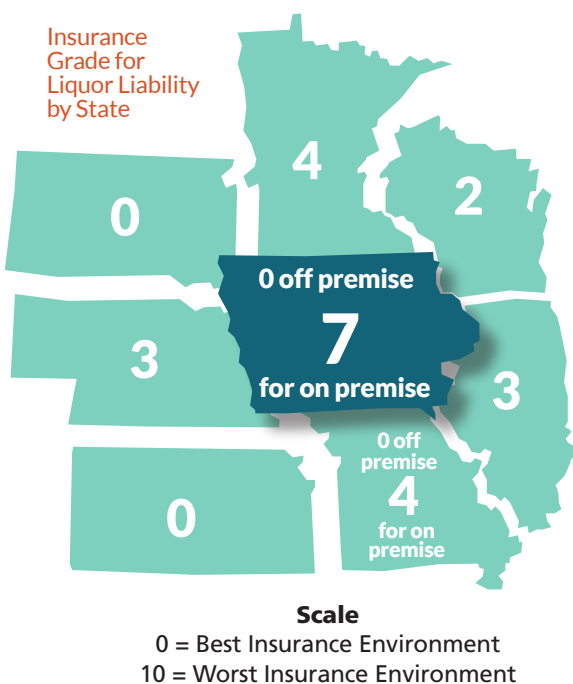 Insurance
Grade for
Liquor Liability
by State
4
0
2
0 off premise
7
for on premise
3
3
0 off
premise
4
for on
premise
0
Scale
0 = Best Insurance Environment
10 = Worst Insurance Environment